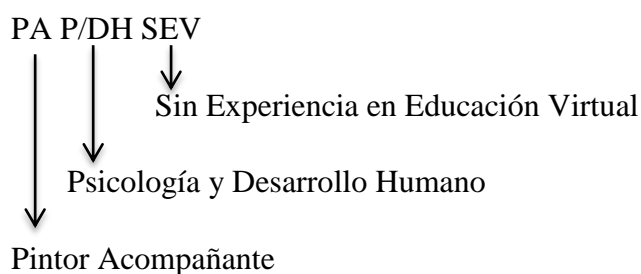 PA P/DH SEV
Sin Experiencia en Educación Virtual
Psicología y Desarrollo Humano
Pintor Acompañante